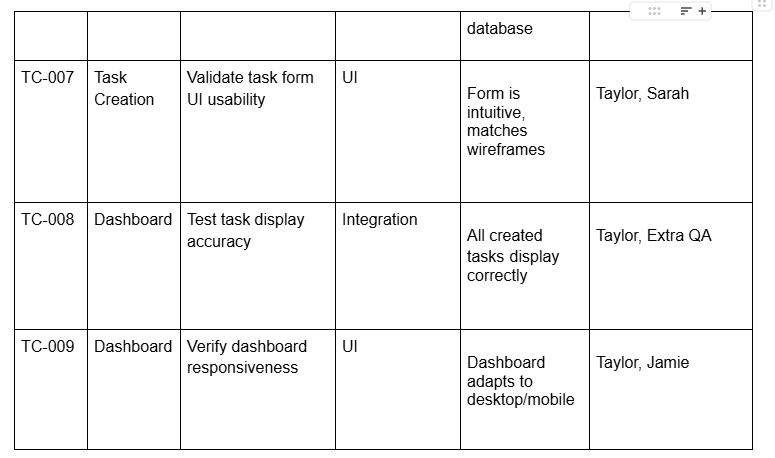 database
TC-007
Task
Creation
Validate task form
UI usability
UI
Form is
intuitive,
matches
wireframes
Taylor, Sarah
TC-008
Dashboard
Test task display
accuracy
Integration
All created
tasks display
correctly
Taylor, Extra QA
TC-009
Dashboard
Verify dashboard
responsiveness
UI
Dashboard
adapts to
desktop/mobile
Taylor, Jamie